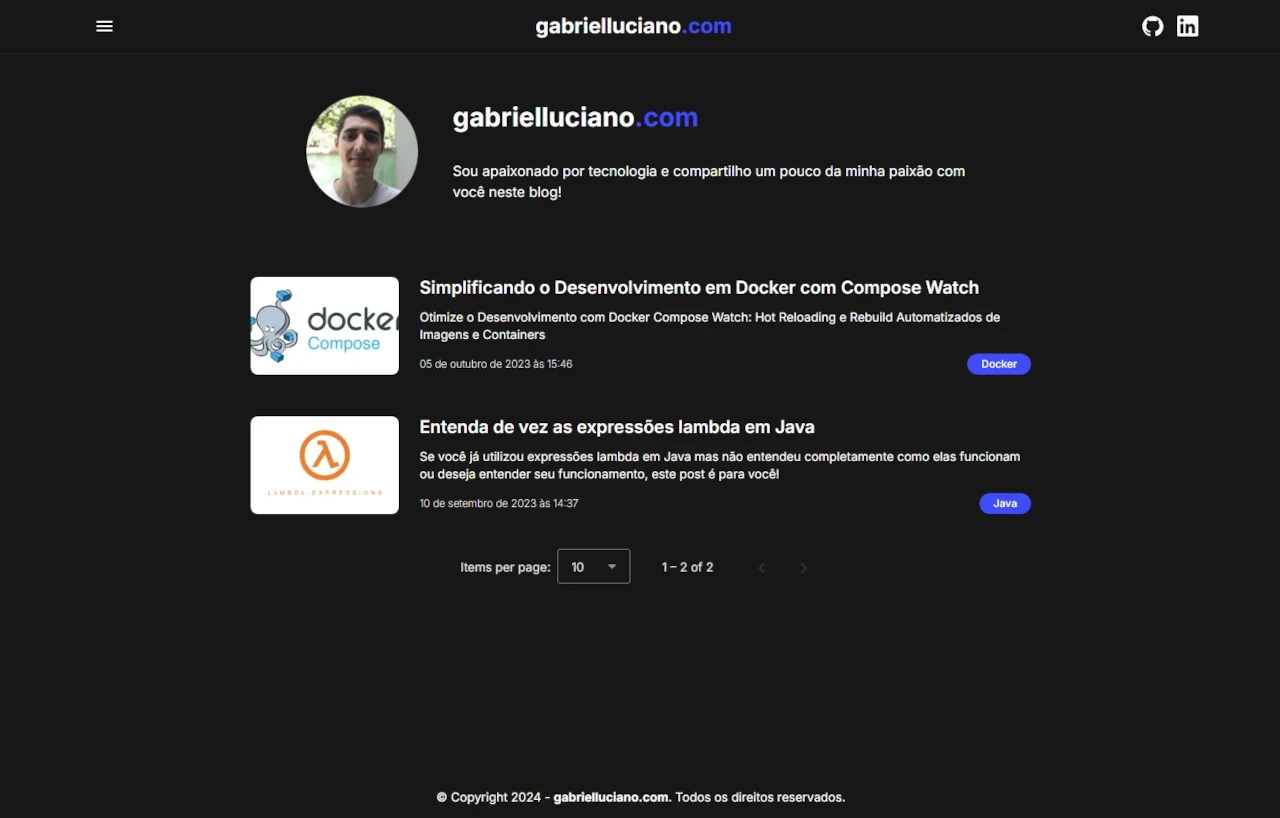 gabrielluciano.com
gabrielluciano.com
Sou apaixonado por tecnologia e compartilho um pouco da minha paixão com
você neste blog!
docker
Compose
Simplificando o Desenvolvimento em Docker com Compose Watch
Otimize o Desenvolvimento com Docker Compose Watch: Hot Reloading e Rebuild Automatizados de
Imagens e Containers
05 de outubro de 2023 às 15:46
Docker
λ
LAMBDA-EXPRESSIONS
Entenda de vez as expressões lambda em Java
Se você já utilizou expressões lambda em Java mas não entendeu completamente como elas funcionam
ou deseja entender seu funcionamento, este post é para você!
10 de setembro de 2023 às 14:37
Java
Items per page: 10 1 – 2 of 2
© Copyright 2024 - gabrielluciano.com. Todos os direitos reservados.